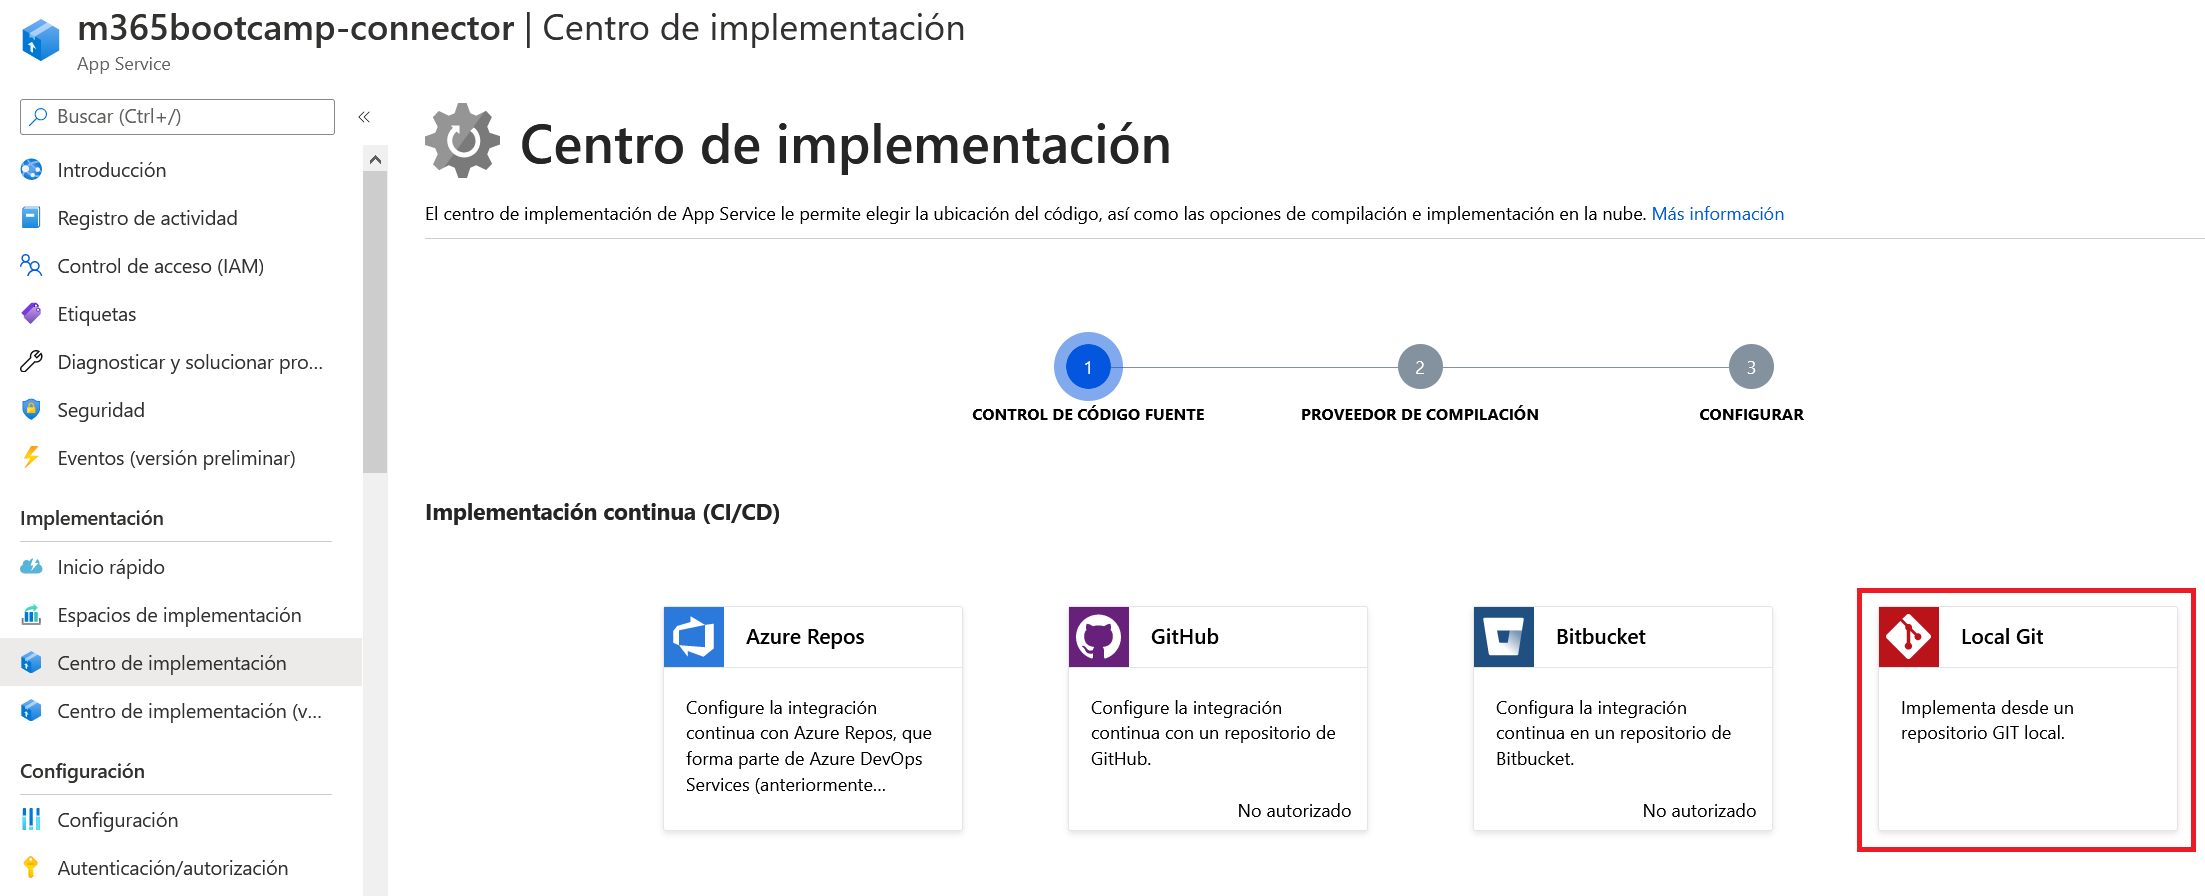 m365bootcamp-connector | Centro de implementación
App Service
Buscar (Ctrl+/)
«
Introducción
Registro de actividad
Control de acceso (IAM)
Etiquetas
Diagnosticar y solucionar pro...
Seguridad
Eventos (versión preliminar)
Implementación
Inicio rápido
Espacios de implementación
Centro de implementación
Centro de implementación (v...
Configuración
Configuración
Autenticación/autorización
Centro de implementación
El centro de implementación de App Service le permite elegir la ubicación del código, así como las opciones de compilación e implementación en la nube. Más información
1
CONTROL DE CÓDIGO FUENTE
2
PROVEEDOR DE COMPILACIÓN
3
CONFIGURAR
Implementación continua (CI/CD)
Azure Repos
Configure la integración
continua con Azure Repos, que
forma parte de Azure DevOps
Services (anteriormente...
GitHub
Configure la integración
continua con un repositorio de
GitHub.
No autorizado
Bitbucket
Configura la integración
continua en un repositorio de
Bitbucket.
No autorizado
Local Git
Implementa desde un
repositorio GIT local.